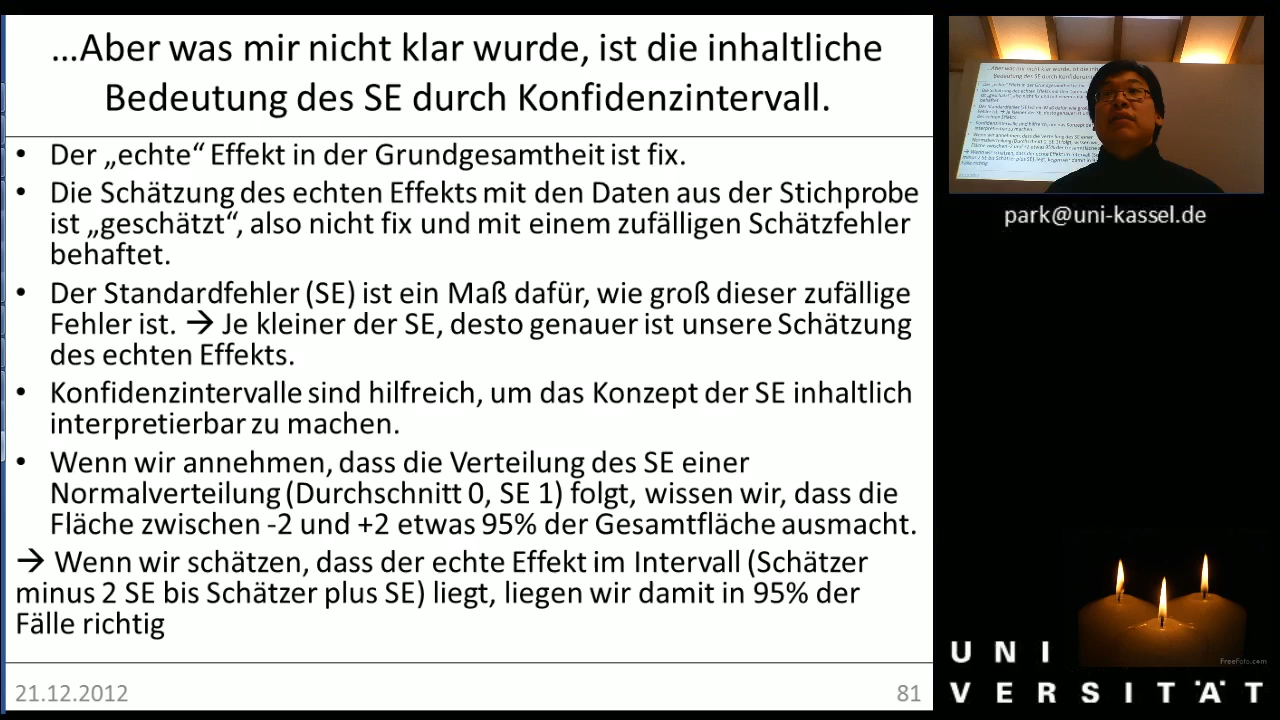 …Aber was mir nicht klar wurde, ist die inhaltliche
Bedeutung des SE durch Konfidenzintervall.
• Der „echte“ Effekt in der Grundgesamtheit ist fix.
• Die Schätzung des echten Effekts mit den Daten aus der Stichprobe
ist „geschätzt“, also nicht fix und mit einem zufälligen Schätzfehler
behaftet.
• Der Standardfehler (SE) ist ein Maß dafür, wie groß dieser zufällige
Fehler ist. → Je kleiner der SE, desto genauer ist unsere Schätzung
des echten Effekts.
• Konfidenzintervalle sind hilfreich, um das Konzept der SE inhaltlich
interpretierbar zu machen.
• Wenn wir annehmen, dass die Verteilung des SE einer
Normalverteilung (Durchschnitt 0, SE 1) folgt, wissen wir, dass die
Fläche zwischen -2 und +2 etwas 95% der Gesamtfläche ausmacht.
→ Wenn wir schätzen, dass der echte Effekt im Intervall (Schätzer
minus 2 SE bis Schätzer plus SE) liegt, liegen wir damit in 95% der
Fälle richtig
21.12.2012
81
park@uni-kassel.de
FreeFoto.com
UNI
VERSITÄT